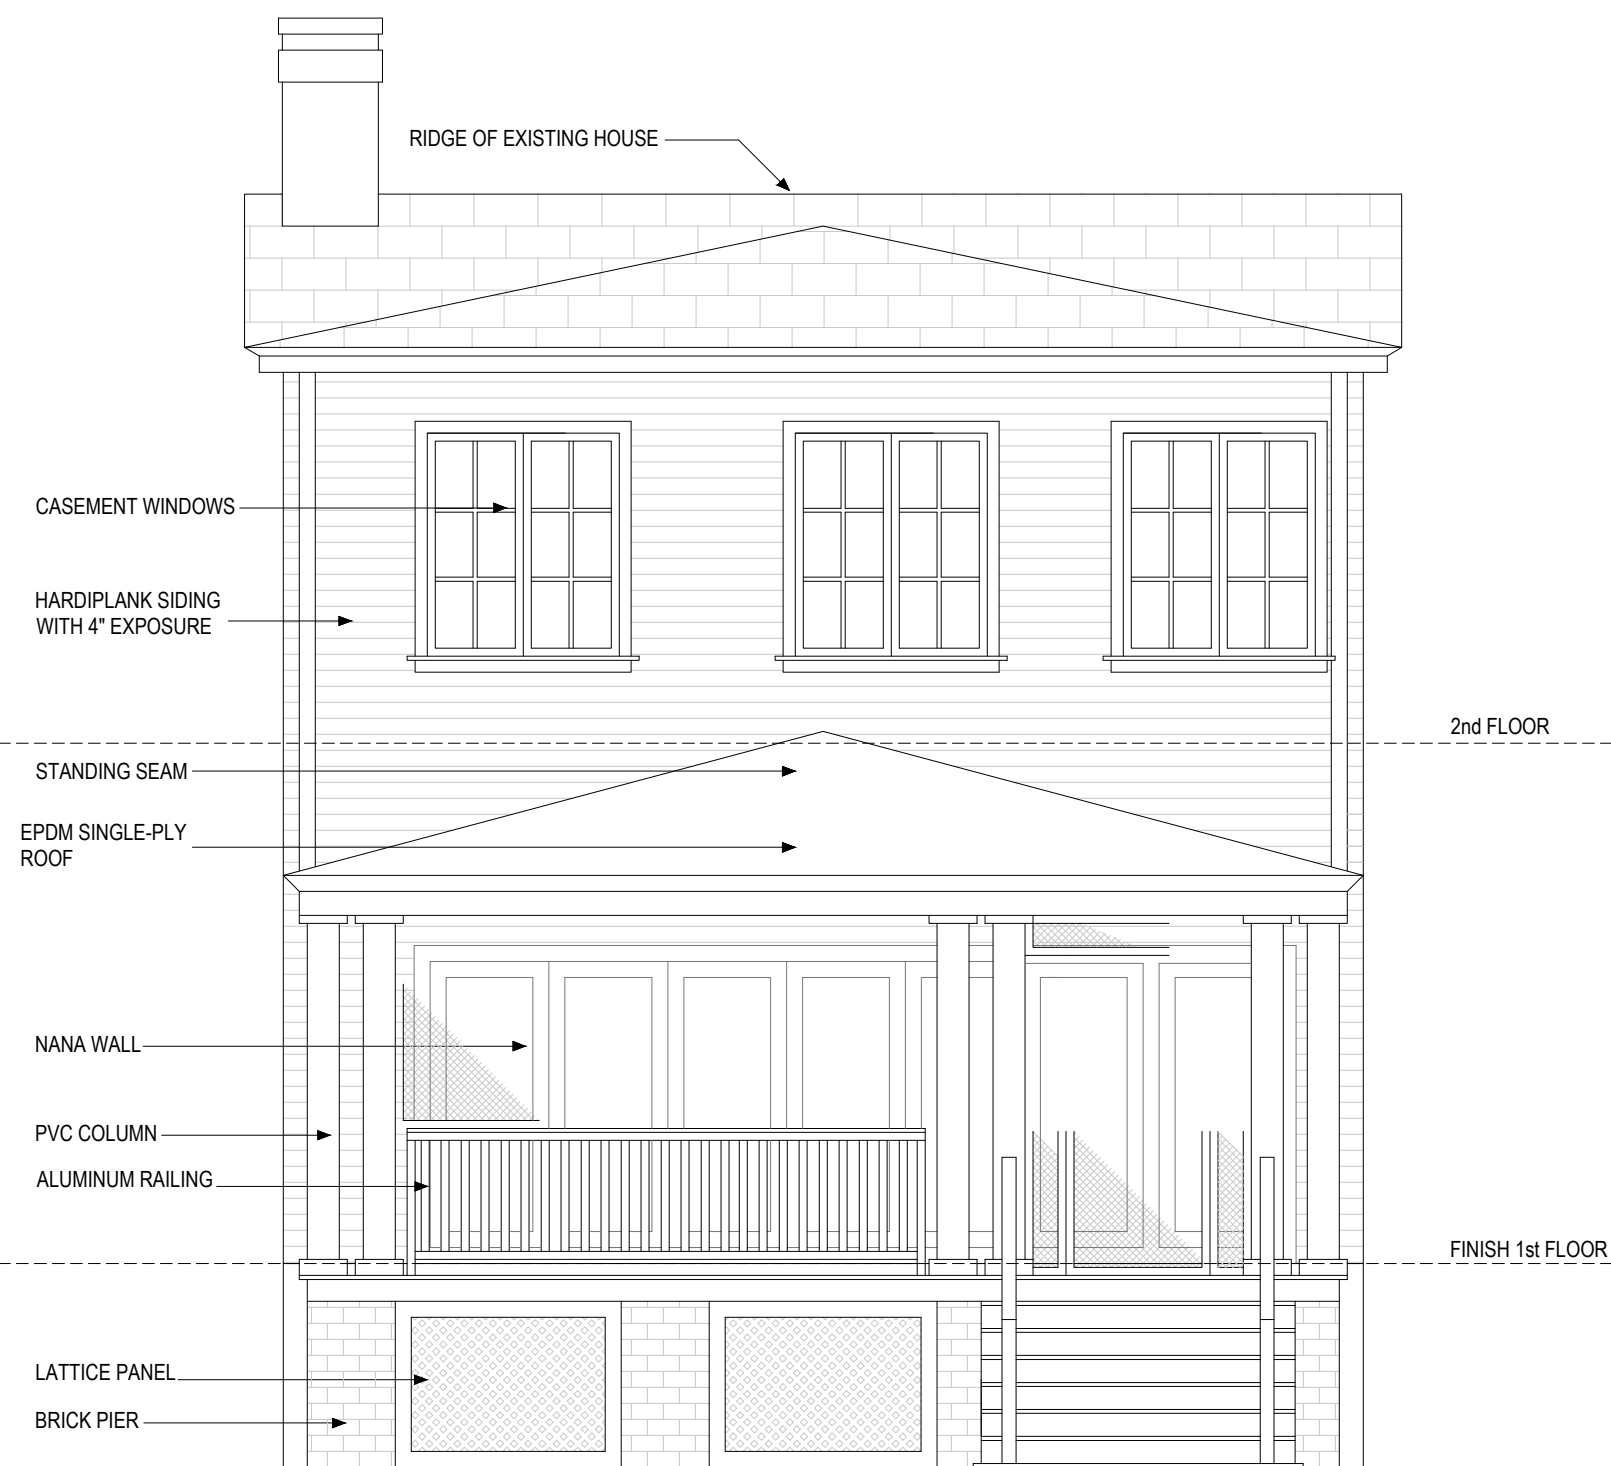 RIDGE OF EXISTING HOUSE
CASEMENT WINDOWS
HARDIPLANK SIDING
WITH 4" EXPOSURE
2nd FLOOR
STANDING SEAM
EPDM SINGLE-PLY
ROOF
NANA WALL
PVC COLUMN
ALUMINUM RAILING
FINISH 1st FLOOR
LATTICE PANEL
BRICK PIER